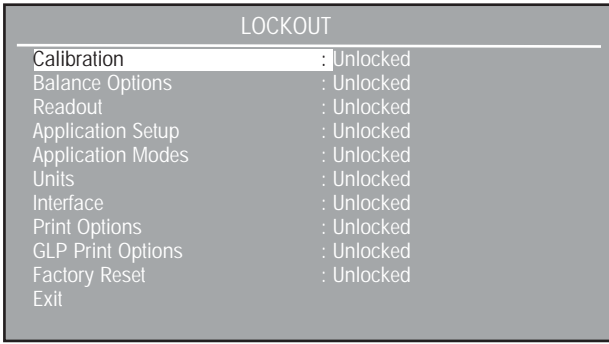 LOCKOUT
Calibration : Unlocked
Balance Options : Unlocked
Readout : Unlocked
Application Setup : Unlocked
Application Modes : Unlocked
Units : Unlocked
Interface : Unlocked
Print Options : Unlocked
GLP Print Options : Unlocked
Factory Reset : Unlocked
Exit